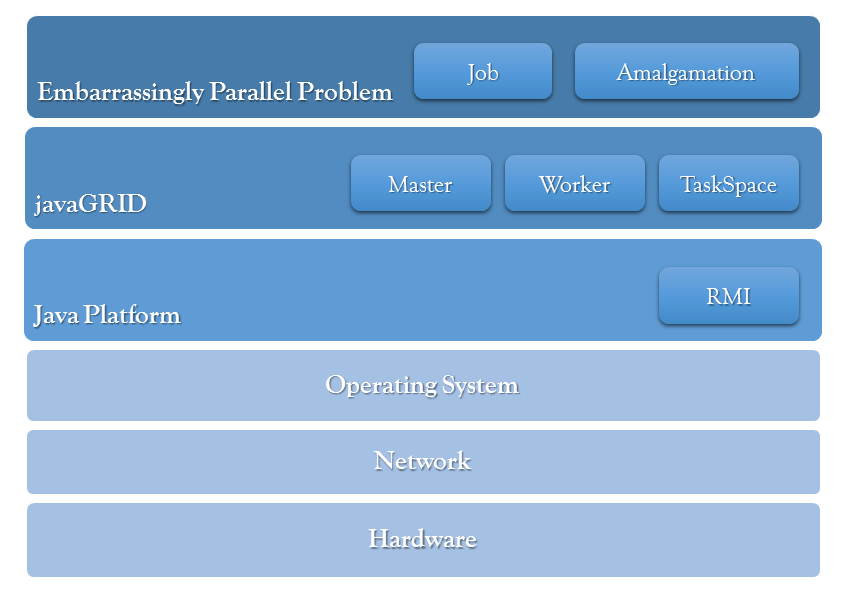 Embarrassingly Parallel Problem
Job
Amalgamation
javaGRID
Master
Worker
TaskSpace
Java Platform
RMI
Operating System
Network
Hardware